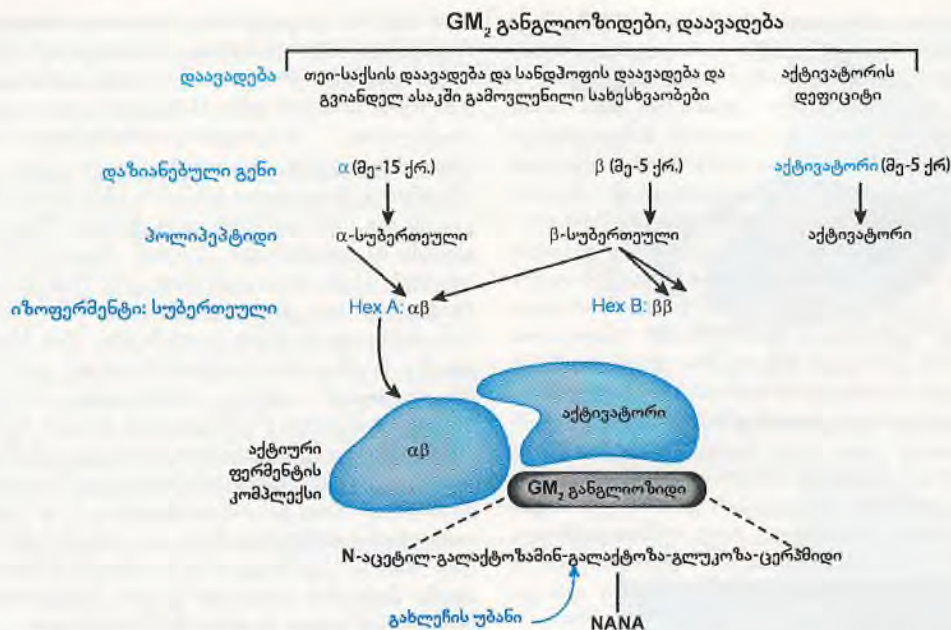 GM₂ განგლიოზიდები, დაავადება
დაავადება
თეი-საქსის დაავადება და სანდჰოფის დაავადება და
გვიანდელ ასაკში გამოვლენილი სახესხვაობები
აქტივატორის
დეფიციტი
დაზიანებული გენი
α (მე-15 ქრ.)
β (მე-5 ქრ.)
აქტივატორი (მე-5 ქრ)
პოლიპეპტიდი
α-სუბერთეული
β-სუბერთეული
აქტივატორი
იზოფერმენტი: სუბერთეული
Hex A: αβ
Hex B: ββ
აქტიური
ფერმენტის
კომპლექსი
αβ
აქტივატორი
GM₂ განგლიოზიდი
N-აცეტილ-გალაქტოზამინ-გალაქტოზა-გლუკოზა-ცერჰმიდი
გახლეჩის უბანი
NANA